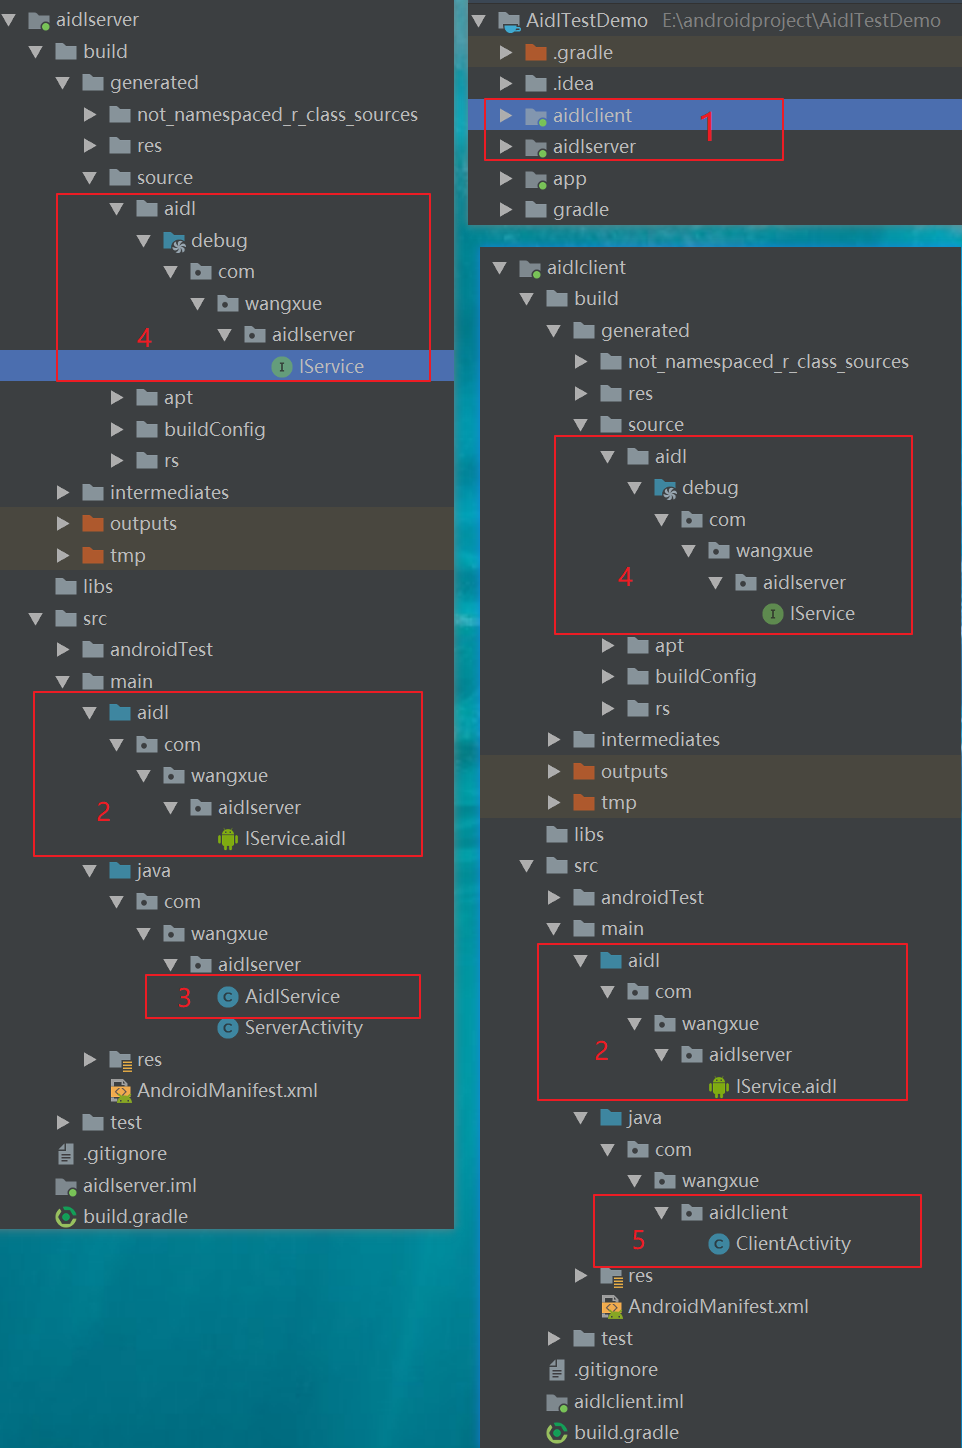 aidlserver
build
generated
not_namespaced_r_class_sources
res
source
aidl
debug
com
wangxue
4
aidlserver
IService
apt
buildConfig
rs
intermediates
outputs
tmp
libs
src
androidTest
main
aidl
com
wangxue
2
aidlserver
IService.aidl
java
com
wangxue
aidlserver
3 AidlService
ServerActivity
res
AndroidManifest.xml
test
.gitignore
aidlserver.iml
build.gradle
AidlTestDemo E:\androidproject\AidlTestDemo
.gradle
.idea
aidlclient
1
aidlserver
app
gradle
aidlclient
build
generated
not_namespaced_r_class_sources
res
source
aidl
debug
com
wangxue
4
aidlserver
IService
apt
buildConfig
rs
intermediates
outputs
tmp
libs
src
androidTest
main
aidl
com
wangxue
2
aidlserver
IService.aidl
java
com
wangxue
aidlclient
5
ClientActivity
res
AndroidManifest.xml
test
.gitignore
aidlclient.iml
build.gradle